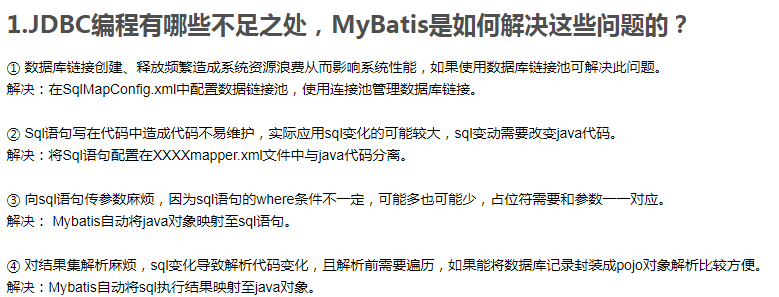 1.JDBC编程有哪些不足之处，MyBatis是如何解决这些问题的？
① 数据库链接创建、释放频繁造成系统资源浪费从而影响系统性能，如果使用数据库链接池可解决此问题。
解决：在SqlMapConfig.xml中配置数据链接池，使用连接池管理数据库链接。
② Sql语句写在代码中造成代码不易维护，实际应用sql变化的可能较大，sql变动需要改变java代码。
解决：将Sql语句配置在XXXXmapper.xml文件中与java代码分离。
③ 向sql语句传参数麻烦，因为sql语句的where条件不一定，可能多也可能少，占位符需要和参数一一对应。
解决： Mybatis自动将java对象映射至sql语句。
④ 对结果集解析麻烦，sql变化导致解析代码变化，且解析前需要遍历，如果能将数据库记录封装成pojo对象解析比较方便。
解决：Mybatis自动将sql执行结果映射至java对象。